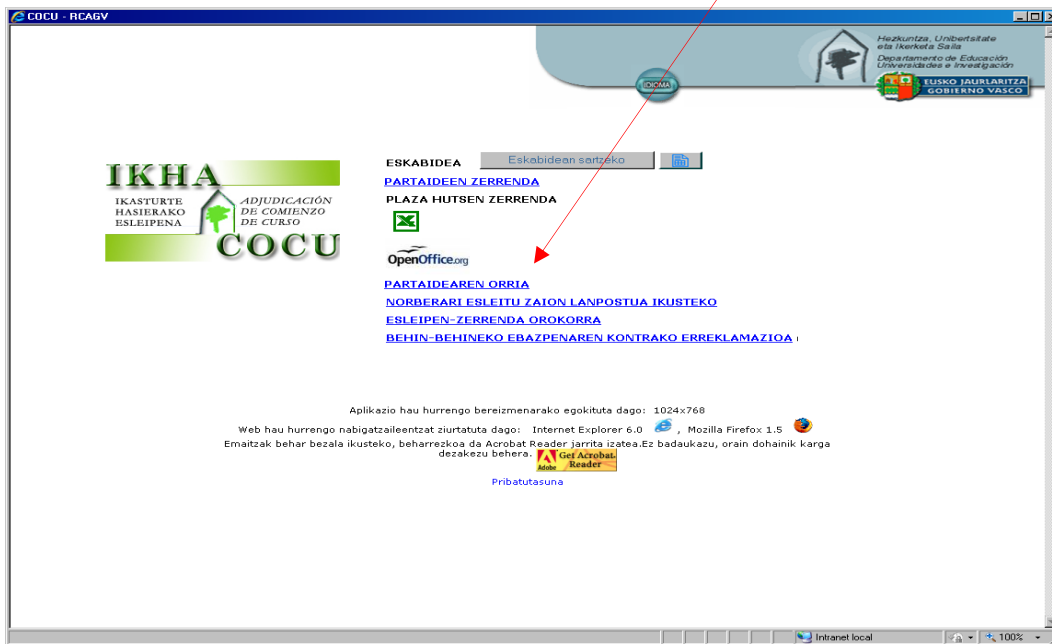 COCU - RCAGV
Hezkuntza, Unibertsitate
eta Ikerketa Saila
Departamento de Educación
Universidades e Investigación
IDIOMA
EUSKO JAURLARITZA
GOBIERNO VASCO
IKHA
IKASTURTE
HASIERAKO
ESLEIPENA
ADJUDICACIÓN
DE COMIENZO
DE CURSO
COCU
ESKABIDEA Eskabidean sartzeko
PARTAIDEEN ZERRENDA
PLAZA HUTSEN ZERRENDA
OpenOffice.org
PARTAIDEAREN ORRIA
NORBERARI ESLEITU ZAION LANPOSTUA IKUSTEKO
ESLEIPEN-ZERRENDA OROKORRA
BEHIN-BEHINEKO EBAZPENAREN KONTRAKO ERREKLAMAZIOA
Aplikazio hau hurrengo bereizmenarako egokituta dago: 1024x768
Web hau hurrengo nabigatzaileentzat ziurtatuta dago: Internet Explorer 6.0 , Mozilla Firefox 1.5
Emaitzak behar bezala ikusteko, beharrezkoa da Acrobat Reader jarrita izatea.Ez badaukazu, orain dohainik karga
dezakezu behera. Adobe Get Acrobat Reader
Pribatutasuna
Intranet local 100%